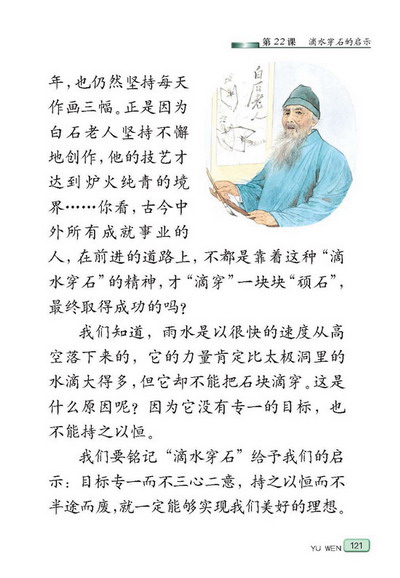 第22课 滴水穿石的启示
年，也仍然坚持每天
作画三幅。正是因为
白石老人坚持不懈
地创作，他的技艺才
达到炉火纯青的境
界……你看，古今中
外所有成就事业的
人，在前进的道路上，不都是靠着这种“滴
水穿石”的精神，才“滴穿”一块块“顽石”，
最终取得成功的吗？
白石老人
我们知道，雨水是以很快的速度从高
空落下来的，它的力量肯定比太极洞里的
水滴大得多，但它却不能把石块滴穿。这是
什么原因呢？因为它没有专一的目标，也
不能持之以恒。
我们要铭记“滴水穿石”给予我们的启
示：目标专一而不三心二意，持之以恒而不
半途而废，就一定能够实现我们美好的理想。
YU WEN 121